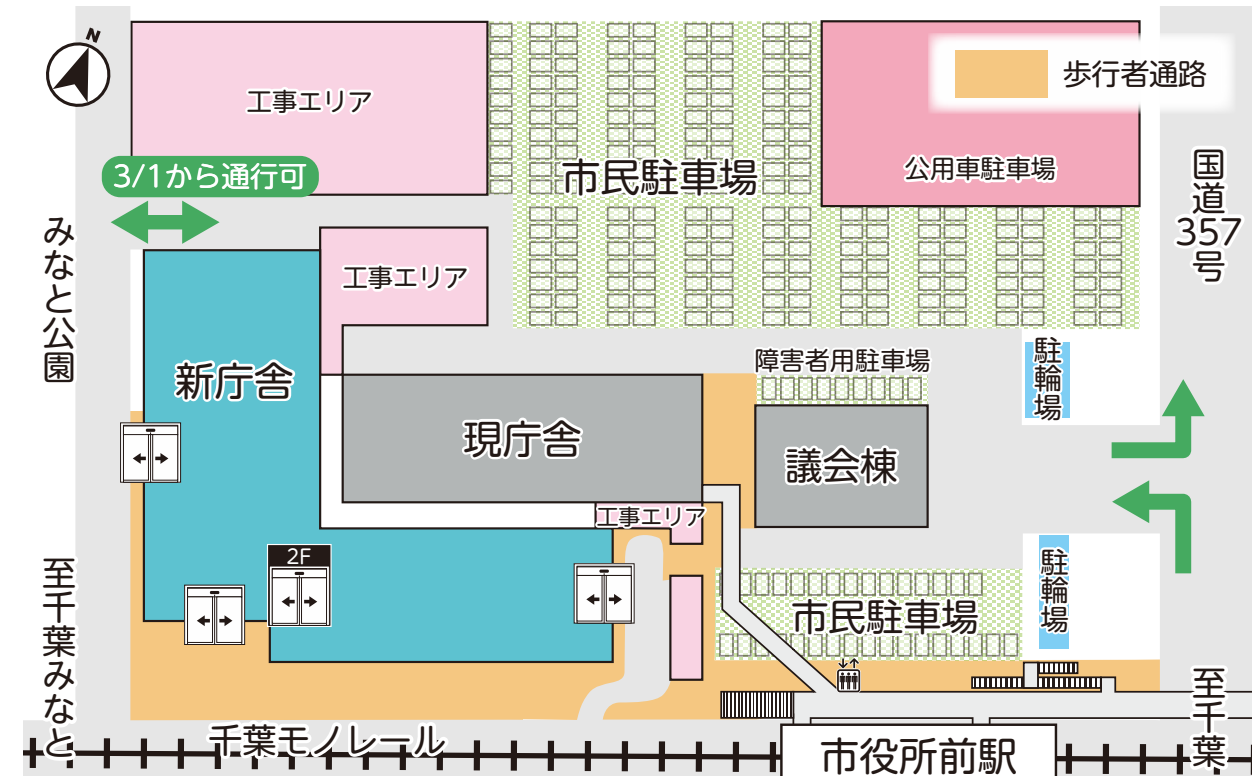 N
歩行者通路
工事エリア
公用車駐車場
市民駐車場
3/1から通行可
国道357号
みなと公園
工事エリア
新庁舎
障害者用駐車場
駐輪場
現庁舎
議会棟
工事エリア
2F
駐輪場
市民駐車場
至千葉みなと
至千葉
千葉モノレール
市役所前駅